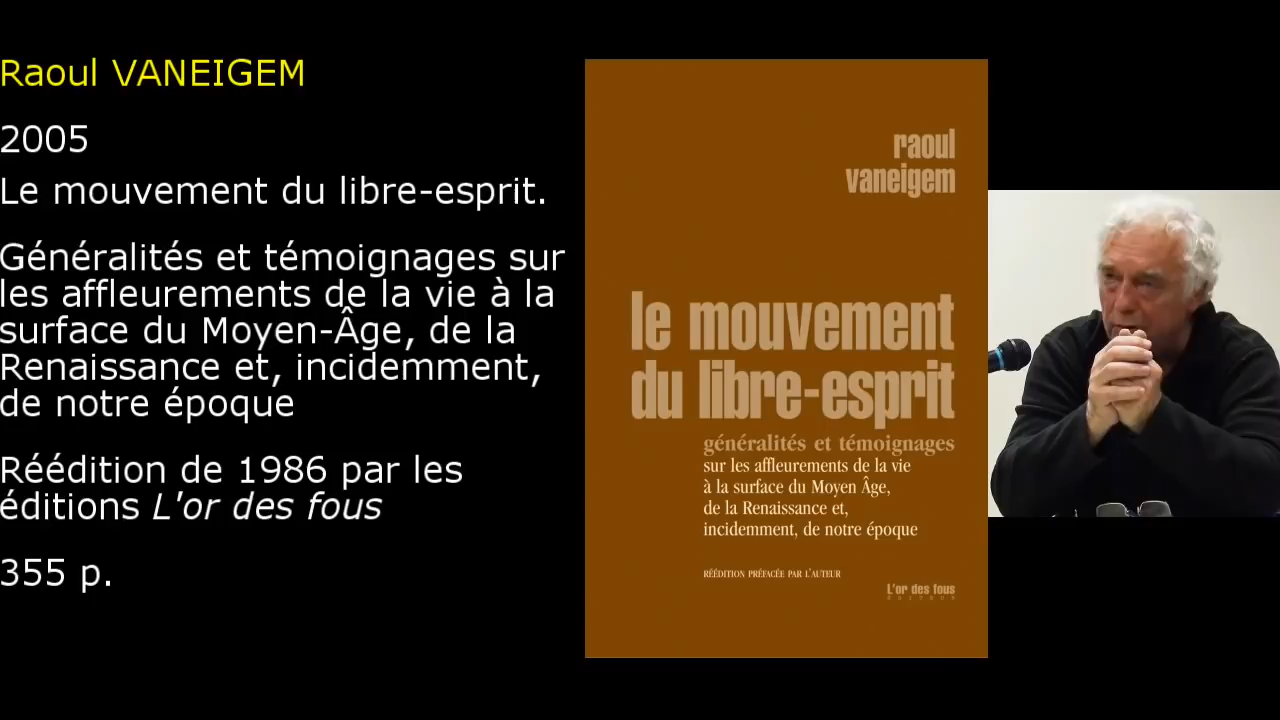 Raoul VANEIGEM
2005
Le mouvement du libre-esprit.
Généralités et témoignages sur
les affleurements de la vie à la
surface du Moyen-Âge, de la
Renaissance et, incidemment,
de notre époque
Réédition de 1986 par les
éditions L'or des fous
355 p.
raoul
vaneigem
le mouvement
du libre-esprit
généralités et témoignages
sur les affleurements de la vie
à la surface du Moyen Âge,
de la Renaissance et,
incidemment, de notre époque
RÉÉDITION PRÉFACÉE PAR L'AUTEUR
L'or des fous
ÉDITEUR